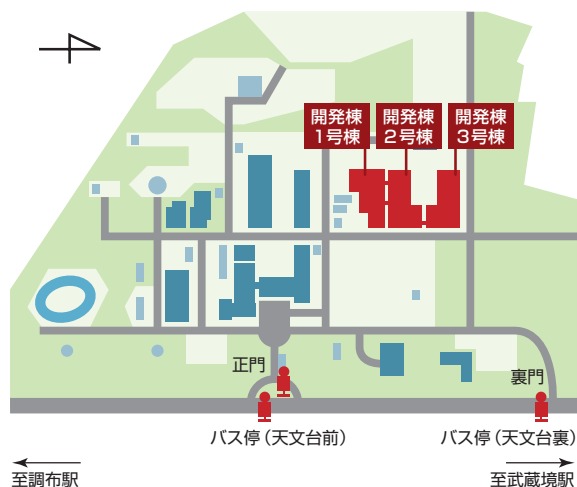 開発棟
1号棟
開発棟
2号棟
開発棟
3号棟
正門
裏門
バス停（天文台前）
バス停（天文台裏）
至調布駅
至武蔵境駅